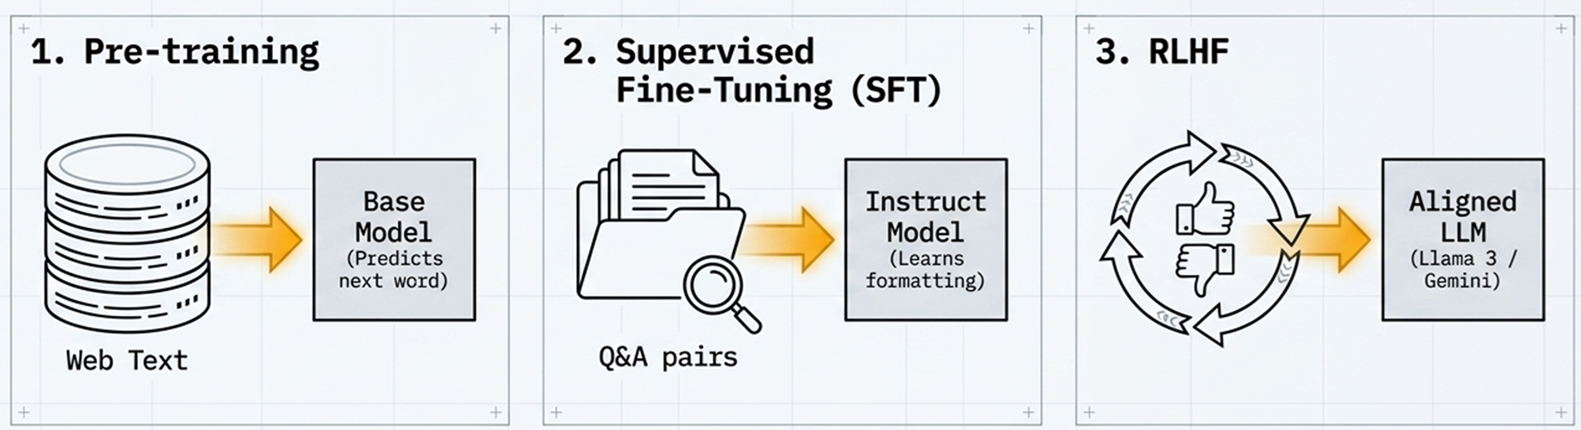 1. Pre-training
Web Text
Base
Model
(Predicts
next word)
2. Supervised
Fine-Tuning (SFT)
Q&A pairs
Instruct
Model
(Learns
formatting)
3. RLHF
Aligned
LLM
(Llama 3 /
Gemini)